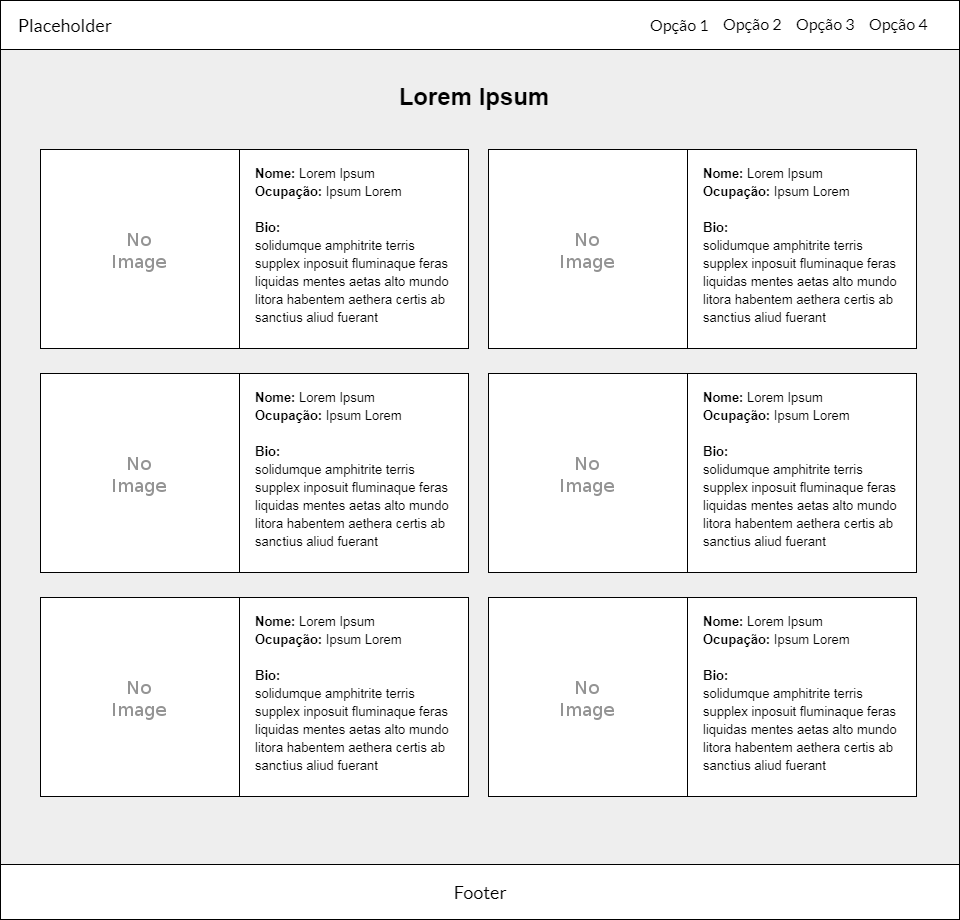 Placeholder
Opção 1 Opção 2 Opção 3 Opção 4
Lorem Ipsum
No
Image
Nome: Lorem Ipsum
Ocupação: Ipsum Lorem
Bio:
solidumque amphitrite terris
supplex inposuit fluminaque feras
liquidas mentes aetas alto mundo
litora habentem aethera certis ab
sanctius aliud fuerant
No
Image
Nome: Lorem Ipsum
Ocupação: Ipsum Lorem
Bio:
solidumque amphitrite terris
supplex inposuit fluminaque feras
liquidas mentes aetas alto mundo
litora habentem aethera certis ab
sanctius aliud fuerant
No
Image
Nome: Lorem Ipsum
Ocupação: Ipsum Lorem
Bio:
solidumque amphitrite terris
supplex inposuit fluminaque feras
liquidas mentes aetas alto mundo
litora habentem aethera certis ab
sanctius aliud fuerant
No
Image
Nome: Lorem Ipsum
Ocupação: Ipsum Lorem
Bio:
solidumque amphitrite terris
supplex inposuit fluminaque feras
liquidas mentes aetas alto mundo
litora habentem aethera certis ab
sanctius aliud fuerant
No
Image
Nome: Lorem Ipsum
Ocupação: Ipsum Lorem
Bio:
solidumque amphitrite terris
supplex inposuit fluminaque feras
liquidas mentes aetas alto mundo
litora habentem aethera certis ab
sanctius aliud fuerant
No
Image
Nome: Lorem Ipsum
Ocupação: Ipsum Lorem
Bio:
solidumque amphitrite terris
supplex inposuit fluminaque feras
liquidas mentes aetas alto mundo
litora habentem aethera certis ab
sanctius aliud fuerant
Footer